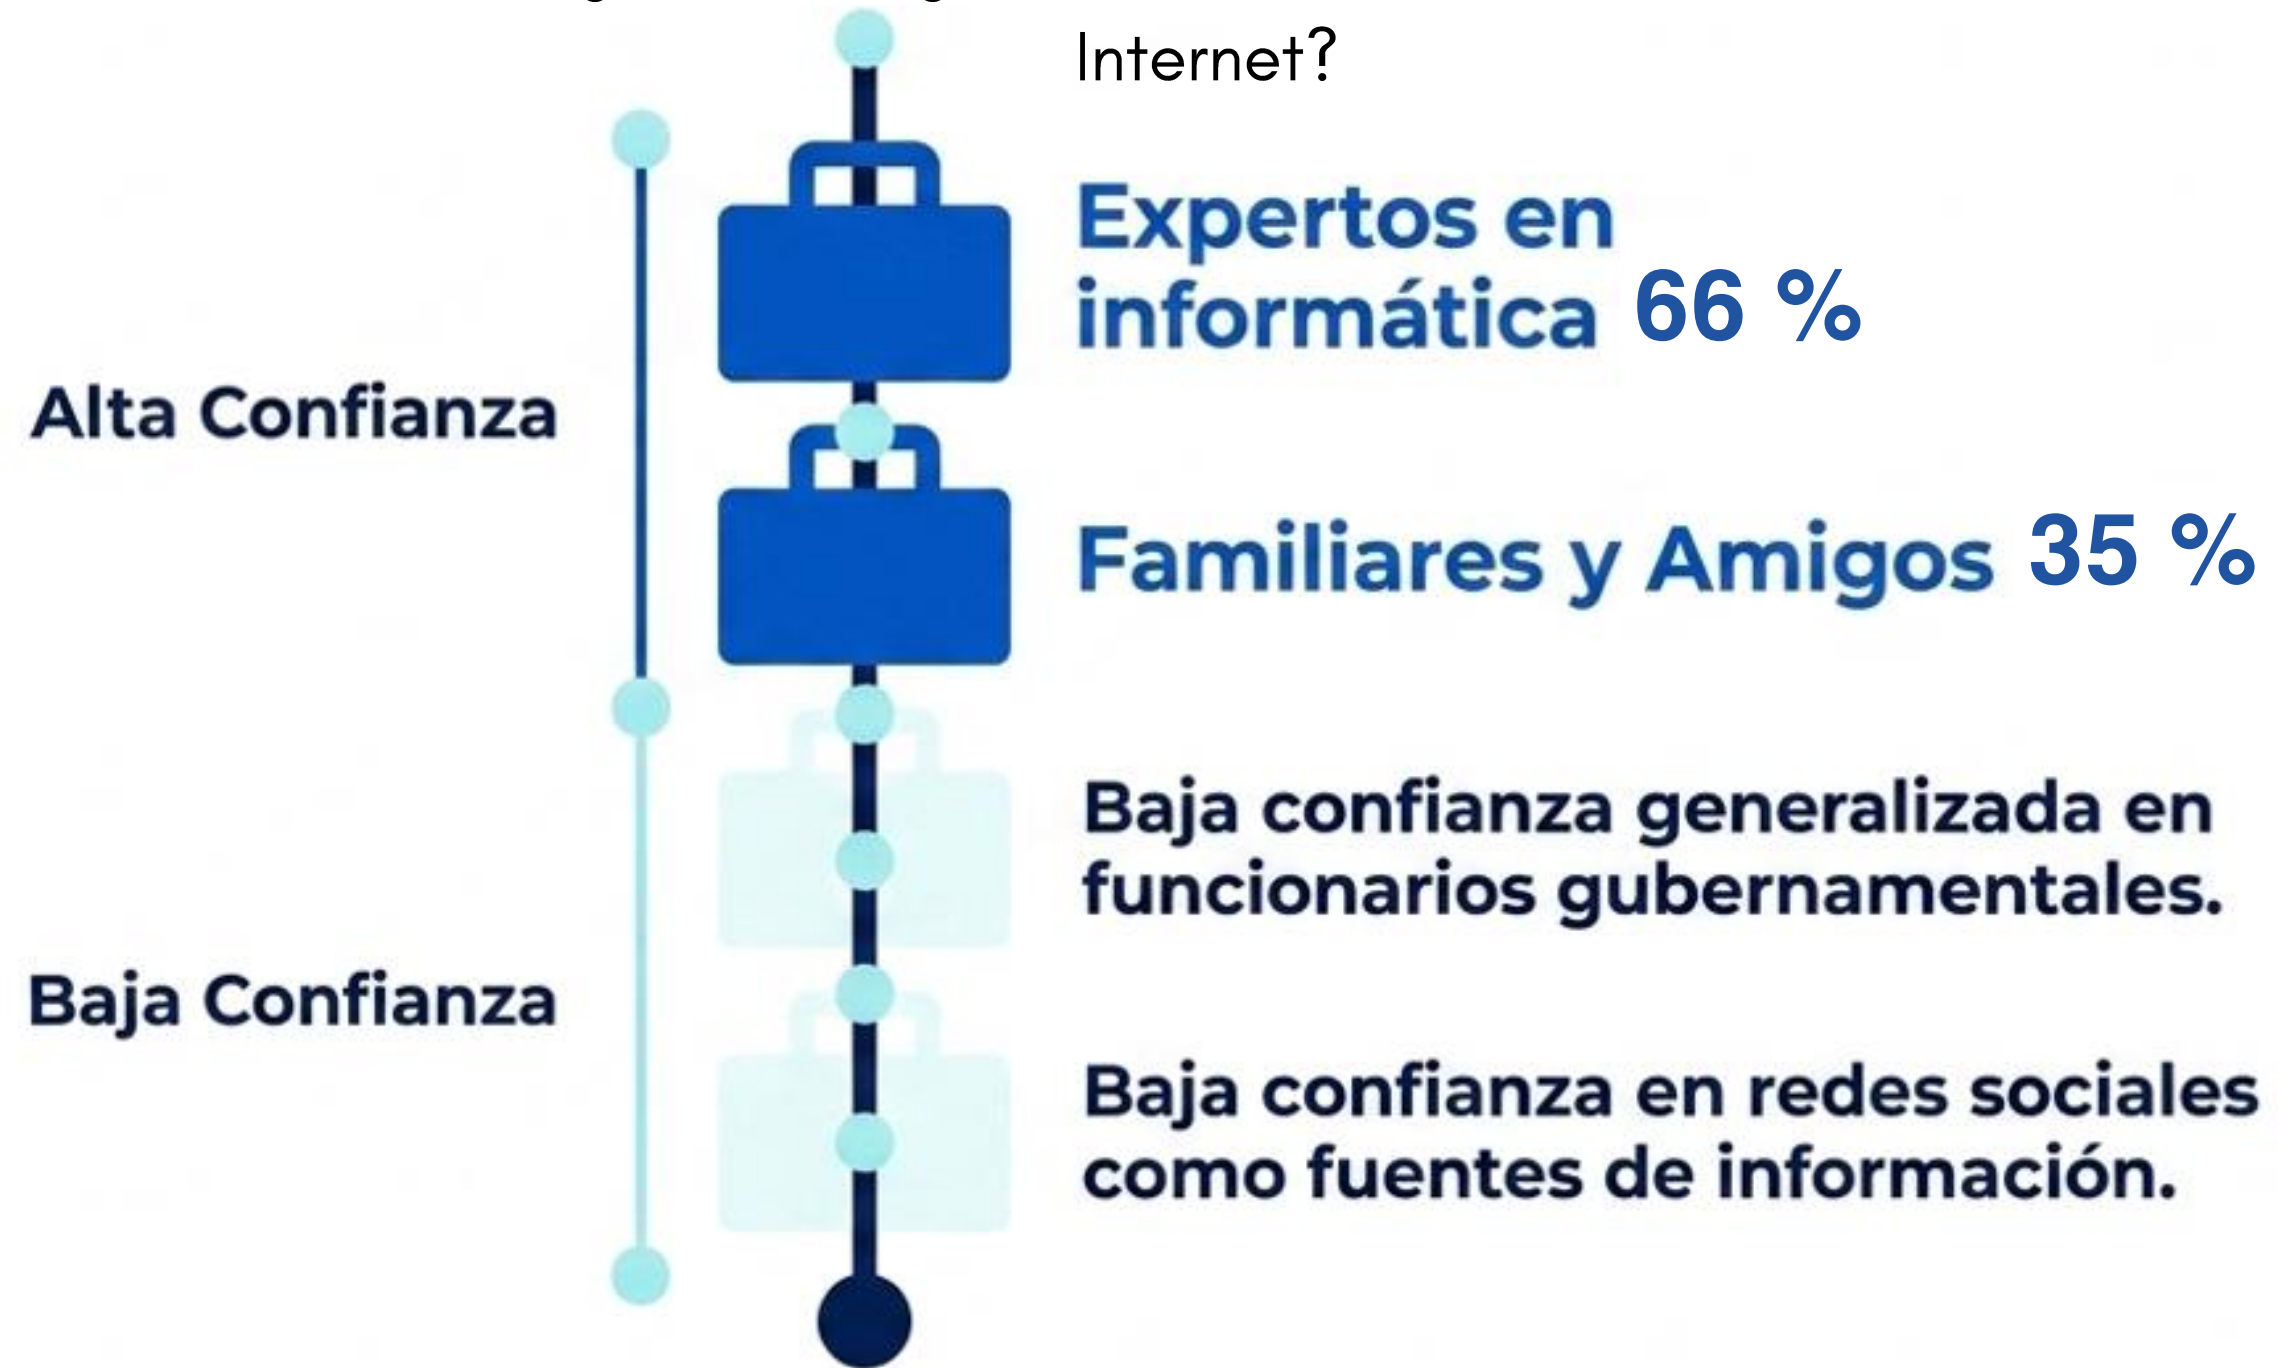 Internet?
Expertos en
informática 66 %
Alta Confianza
Familiares y Amigos 35 %
Baja confianza generalizada en
funcionarios gubernamentales.
Baja Confianza
Baja confianza en redes sociales
como fuentes de información.